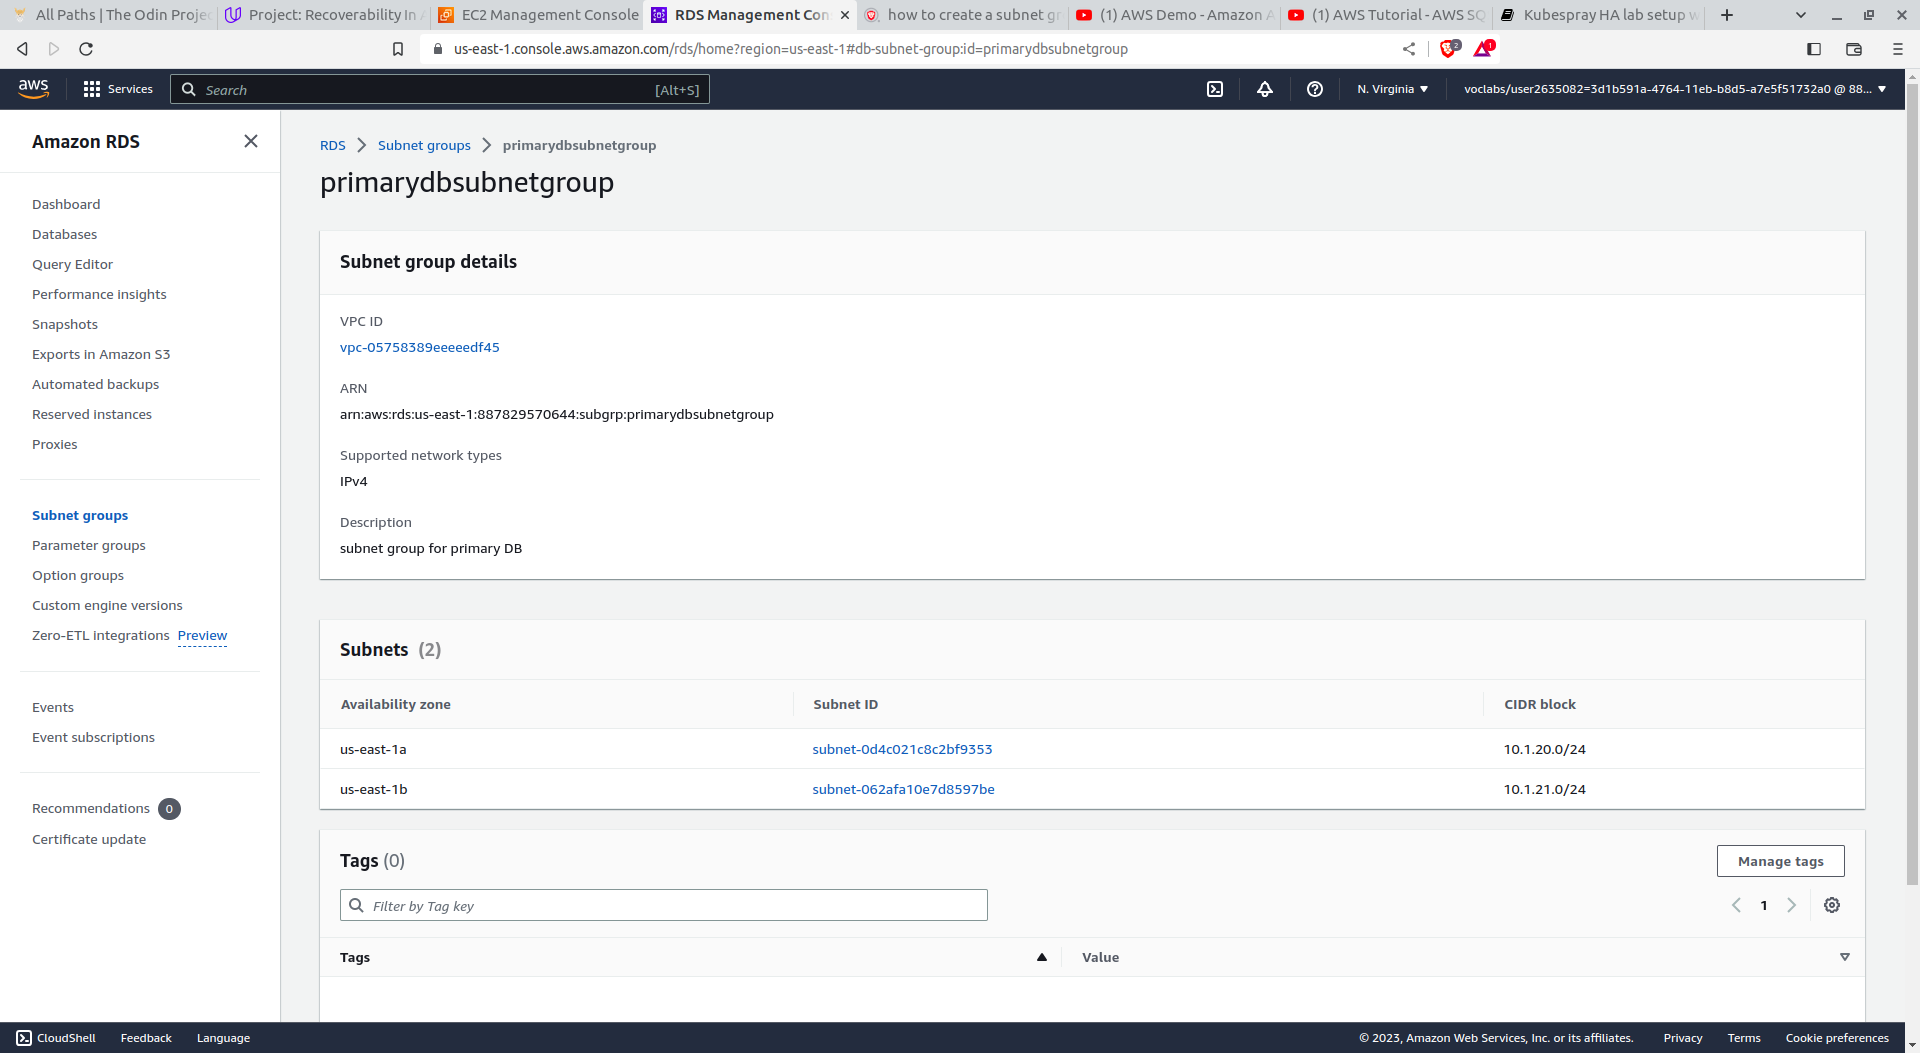 All Paths | The Odin Projec
Project: Recoverability In A
EC2 Management Console
RDS Management Con
how to create a subnet gr
(1) AWS Demo - Amazon A
(1) AWS Tutorial - AWS SQ
Kubespray HA lab setup w
us-east-1.console.aws.amazon.com/rds/home?region=us-east-1#db-subnet-group:id=primarydbsubnetgroup
2
1
aws
Services
Search
[Alt+S]
N. Virginia
voclabs/user2635082=3d1b591a-4764-11eb-b8d5-a7e5f51732a0 @ 88...
Amazon RDS
Dashboard
Databases
Query Editor
Performance insights
Snapshots
Exports in Amazon S3
Automated backups
Reserved instances
Proxies
Subnet groups
Parameter groups
Option groups
Custom engine versions
Zero-ETL integrations Preview
Events
Event subscriptions
Recommendations 0
Certificate update
RDS > Subnet groups > primarydbsubnetgroup
primarydbsubnetgroup
Subnet group details
VPC ID
vpc-05758389eeeeedf45
ARN
arn:aws:rds:us-east-1:887829570644:subgrp:primarydbsubnetgroup
Supported network types
IPv4
Description
subnet group for primary DB
Subnets (2)
Availability zone Subnet ID CIDR block
us-east-1a subnet-0d4c021c8c2bf9353 10.1.20.0/24
us-east-1b subnet-062afa10e7d8597be 10.1.21.0/24
Tags (0)
Manage tags
Filter by Tag key
1
Tags Value
CloudShell Feedback Language
© 2023, Amazon Web Services, Inc. or its affiliates. Privacy Terms Cookie preferences